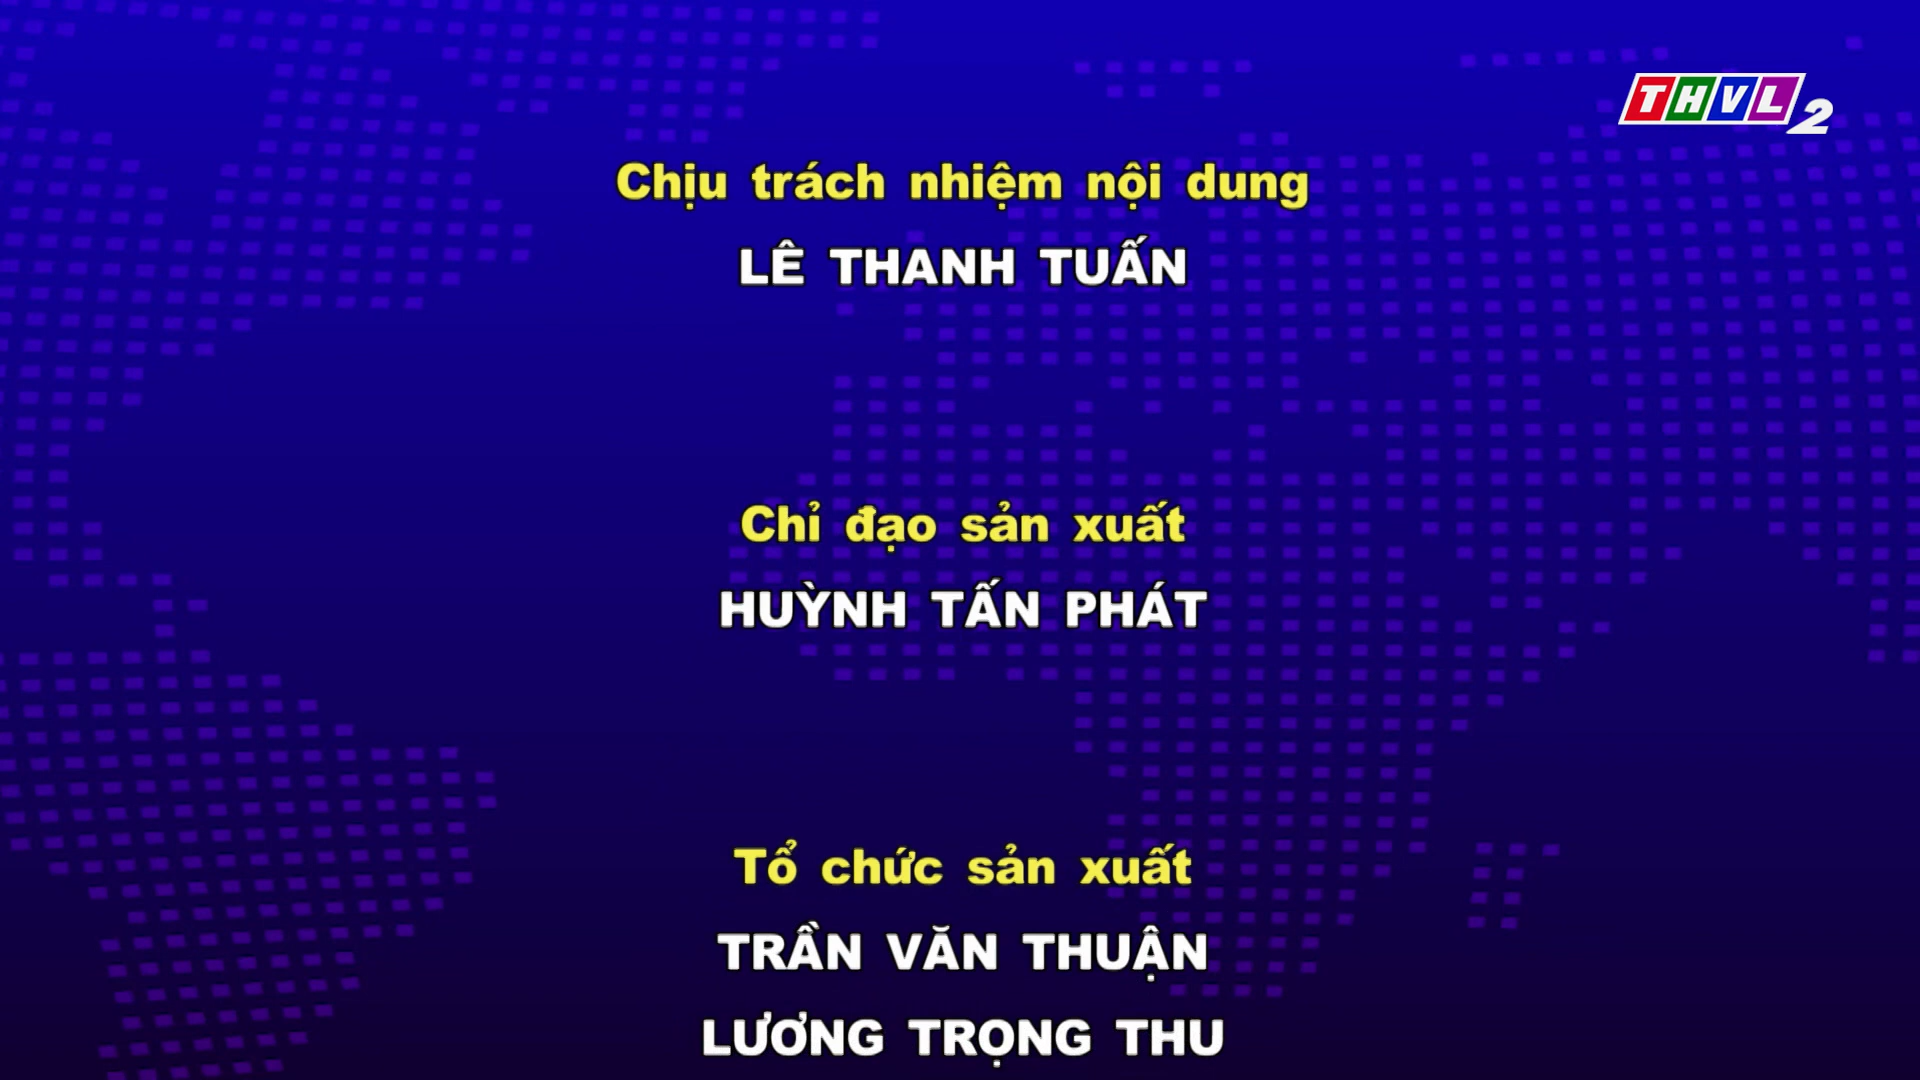 THVL 2
Chịu trách nhiệm nội dung
LÊ THANH TUẤN
Chỉ đạo sản xuất
HUỲNH TẤN PHÁT
Tổ chức sản xuất
TRẦN VĂN THUẬN
LƯƠNG TRỌNG THU